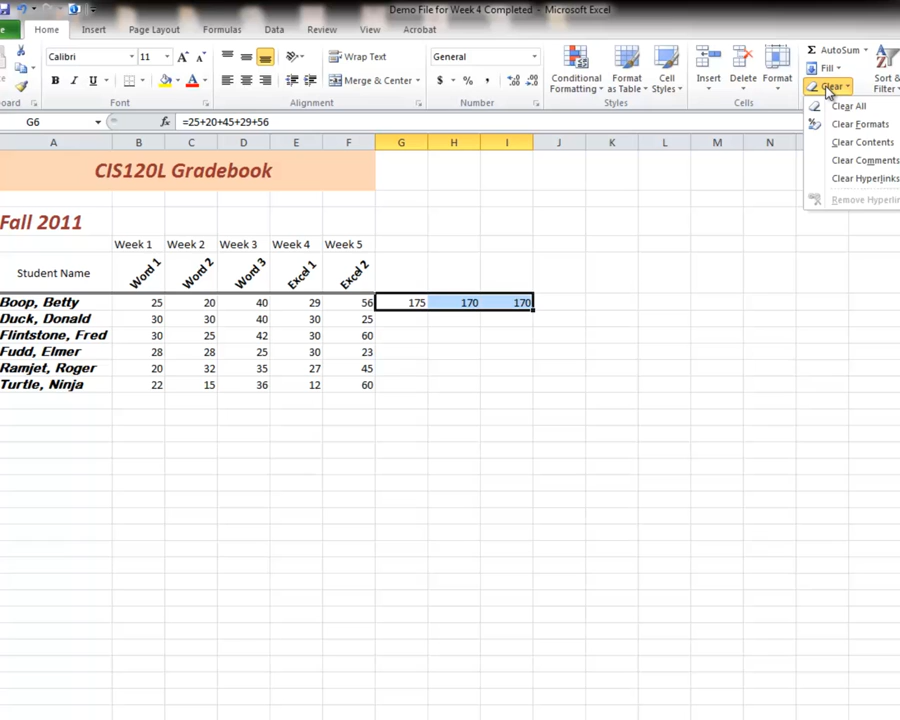 Demo File for Week 4 Completed - Microsoft Excel
Home Insert Page Layout Formulas Data Review View Acrobat
Calibri 11 A A Wrap Text General AutoSum
B I U A Merge & Center $ % , Conditional Formatting Format as Table Cell Styles Insert Delete Format Fill Sort & Filter
Clear
Font Alignment Number Styles Cells
Clear All
Clear Formats
Clear Contents
Clear Comments
Clear Hyperlinks
G6 fx =25+20+45+29+56
A B C D E F G H I J K L M N
CIS120L Gradebook
Fall 2011
Week 1 Week 2 Week 3 Week 4 Week 5
Student Name Word 1 Word 2 Word 3 Excel 1 Excel 2
Boop, Betty 25 20 40 29 56 175 170 170
Duck, Donald 30 30 40 30 25
Flintstone, Fred 30 25 42 30 60
Fudd, Elmer 28 28 25 30 23
Ramjet, Roger 20 32 35 27 45
Turtle, Ninja 22 15 36 12 60